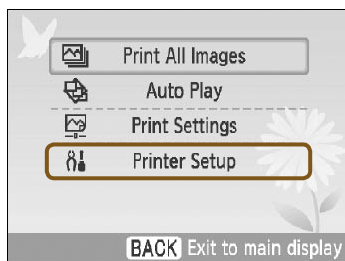 Print All Images
Auto Play
Print Settings
Printer Setup
BACK Exit to main display